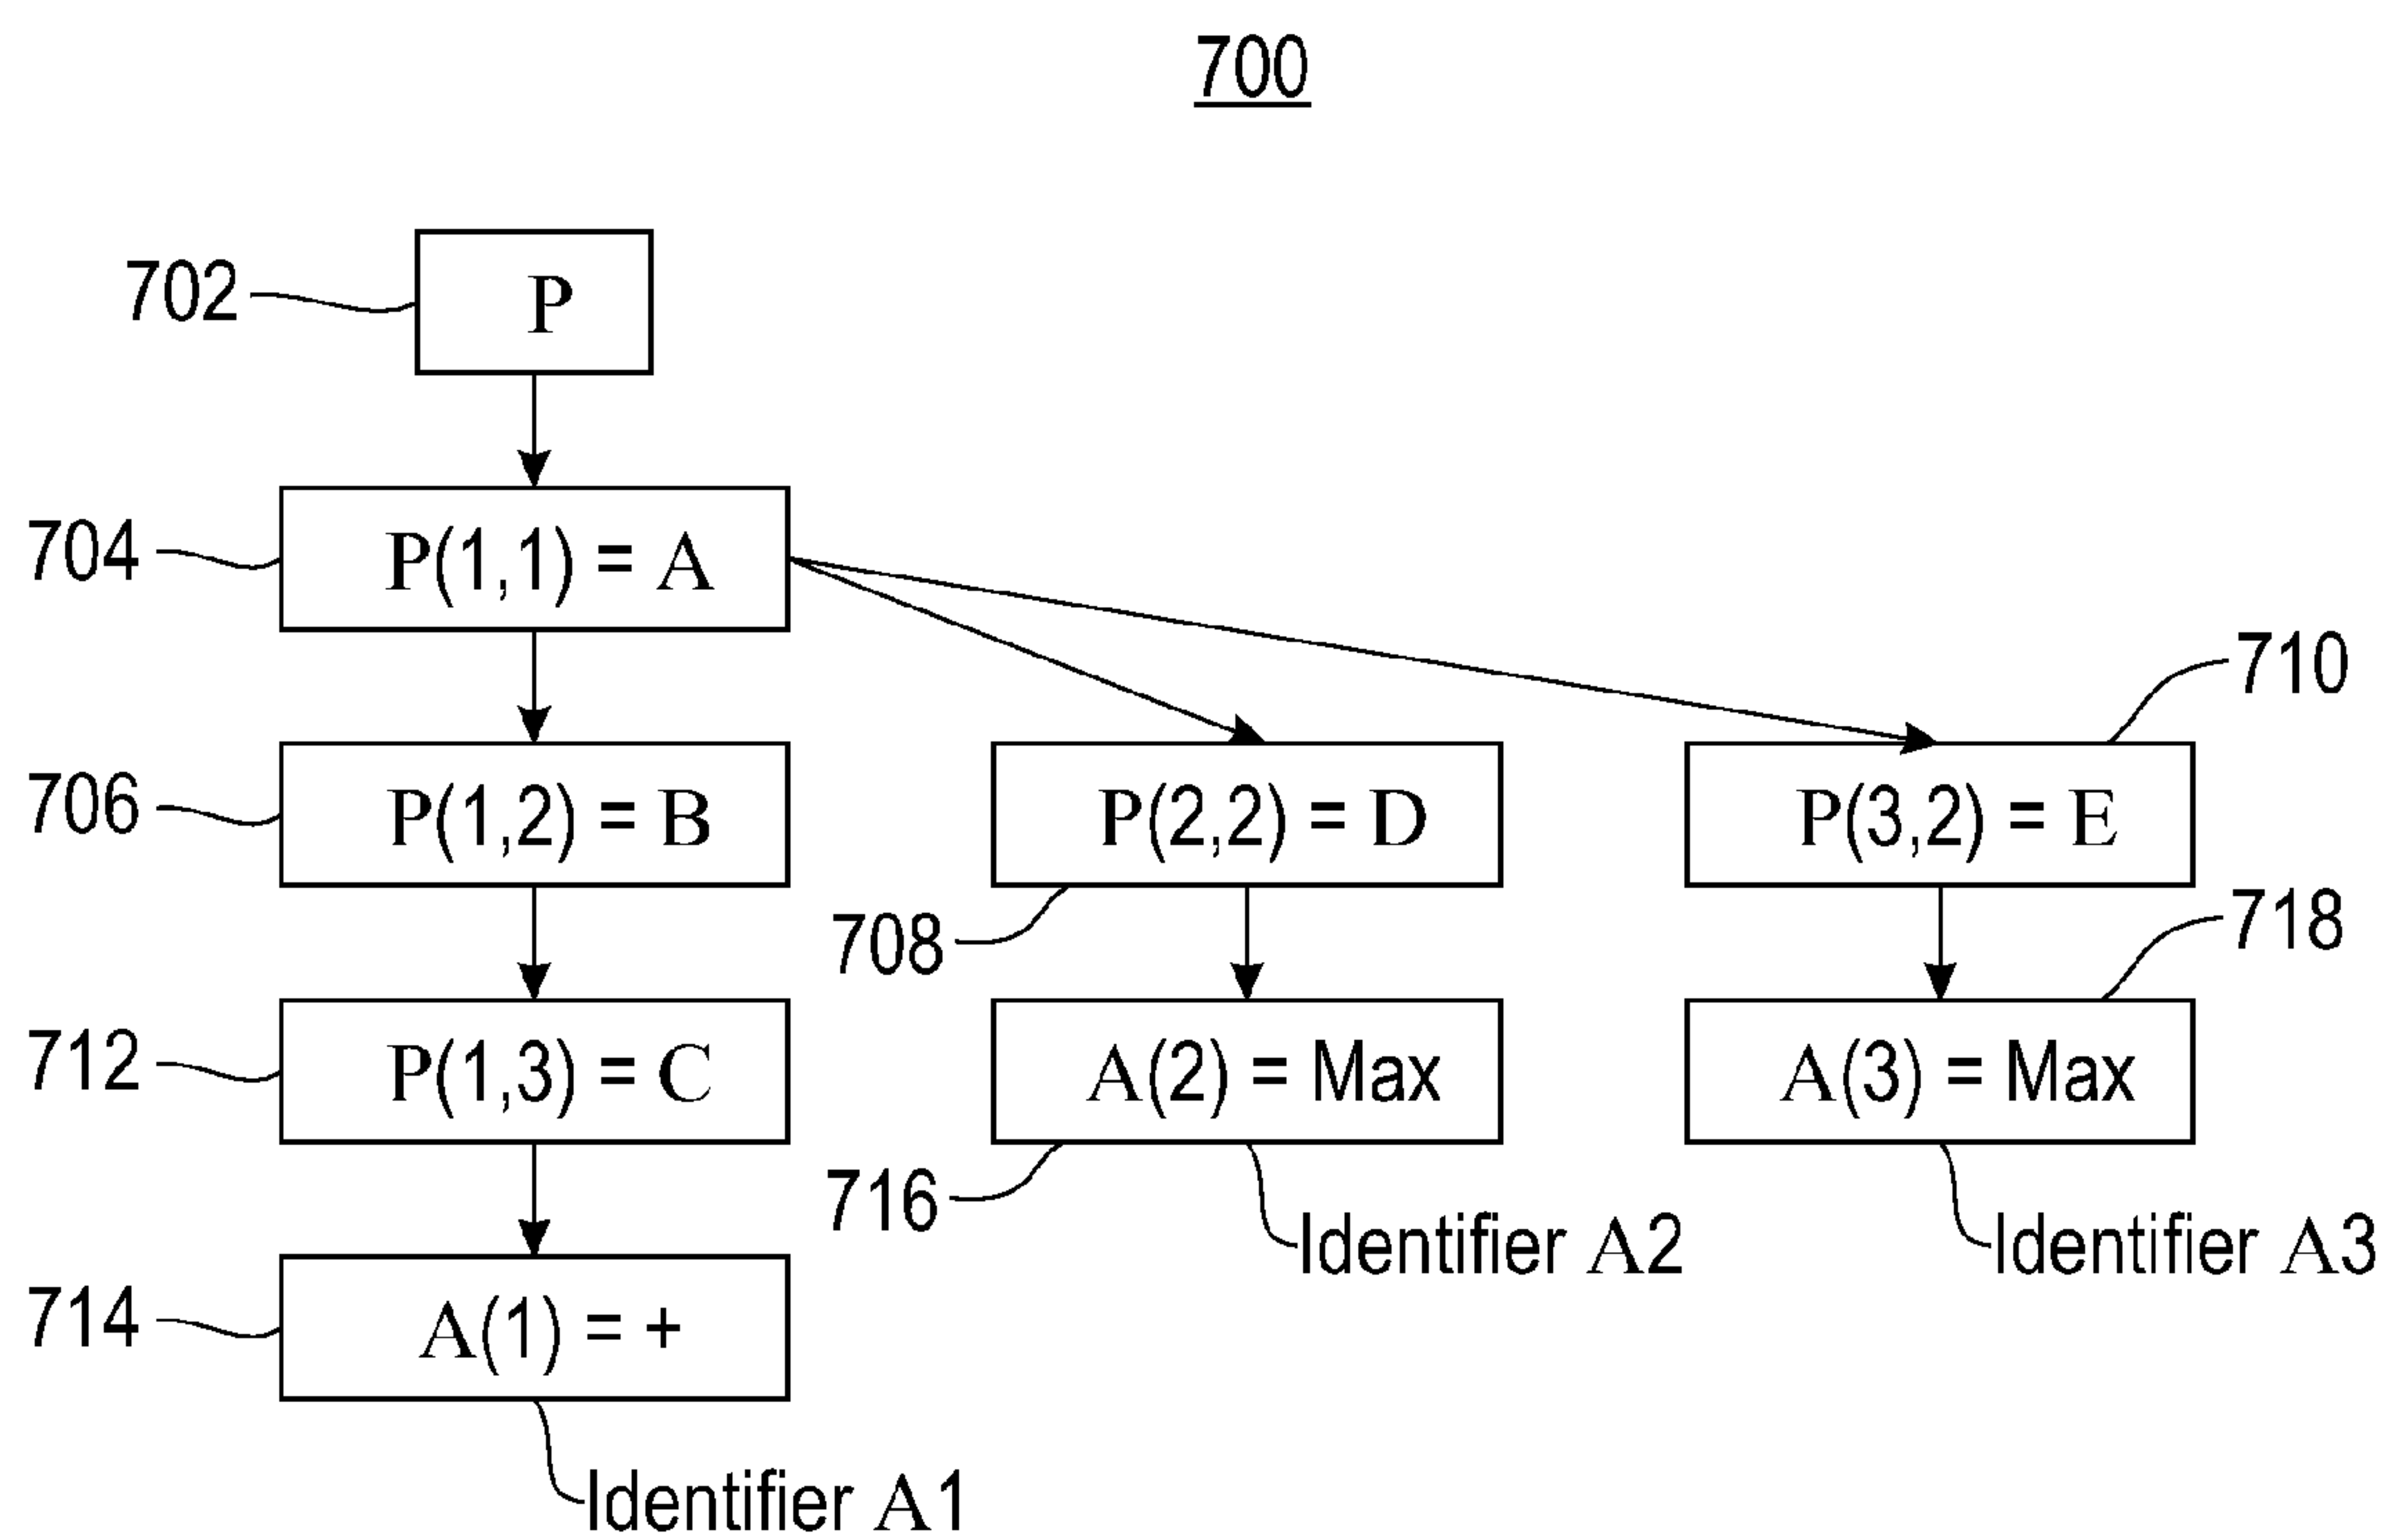 700
702
P
704
P(1,1) = A
710
706
P(1,2) = B
P(2,2) = D
P(3,2) = E
708
718
712
P(1,3) = C
A(2) = Max
A(3) = Max
716
Identifier A2
Identifier A3
714
A(1) = +
Identifier A1